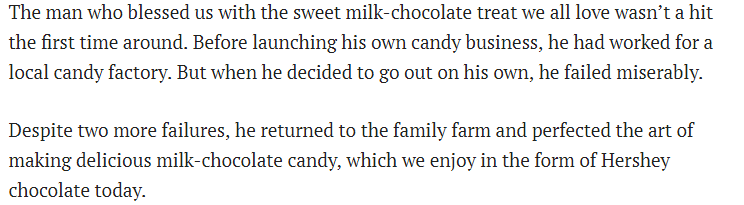 The man who blessed us with the sweet milk-chocolate treat we all love wasn’t a hit
the first time around. Before launching his own candy business, he had worked for a
local candy factory. But when he decided to go out on his own, he failed miserably.
Despite two more failures, he returned to the family farm and perfected the art of
making delicious milk-chocolate candy, which we enjoy in the form of Hershey
chocolate today.